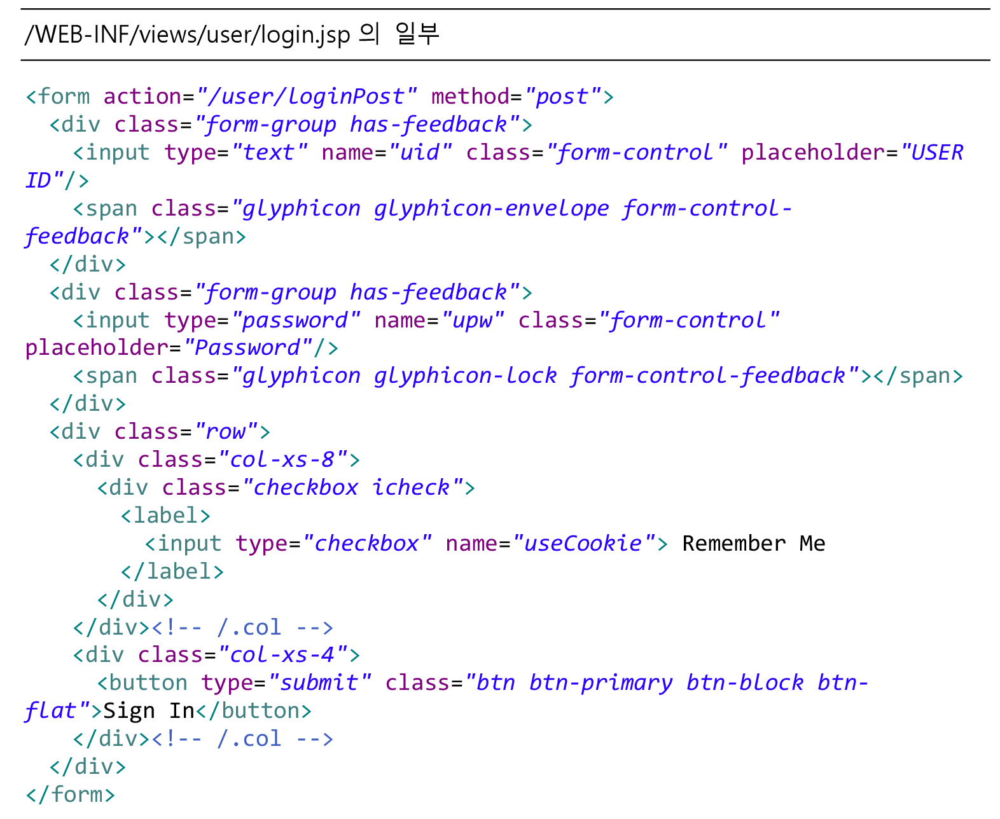 /WEB-INF/views/user/login.jsp 의 일부
<form action="/user/loginPost" method="post">
<div class="form-group has-feedback">
<input type="text" name="uid" class="form-control" placeholder="USER
ID"/>
<span class="glyphicon glyphicon-envelope form-control-
feedback"></span>
</div>
<div class="form-group has-feedback">
<input type="password" name="upw" class="form-control"
placeholder="Password"/>
<span class="glyphicon glyphicon-lock form-control-feedback"></span>
</div>
<div class="row">
<div class="col-xs-8">
<div class="checkbox icheck">
<label>
<input type="checkbox" name="useCookie"> Remember Me
</label>
</div>
</div><!-- /.col -->
<div class="col-xs-4">
<button type="submit" class="btn btn-primary btn-block btn-
flat">Sign In</button>
</div><!-- /.col -->
</div>
</form>